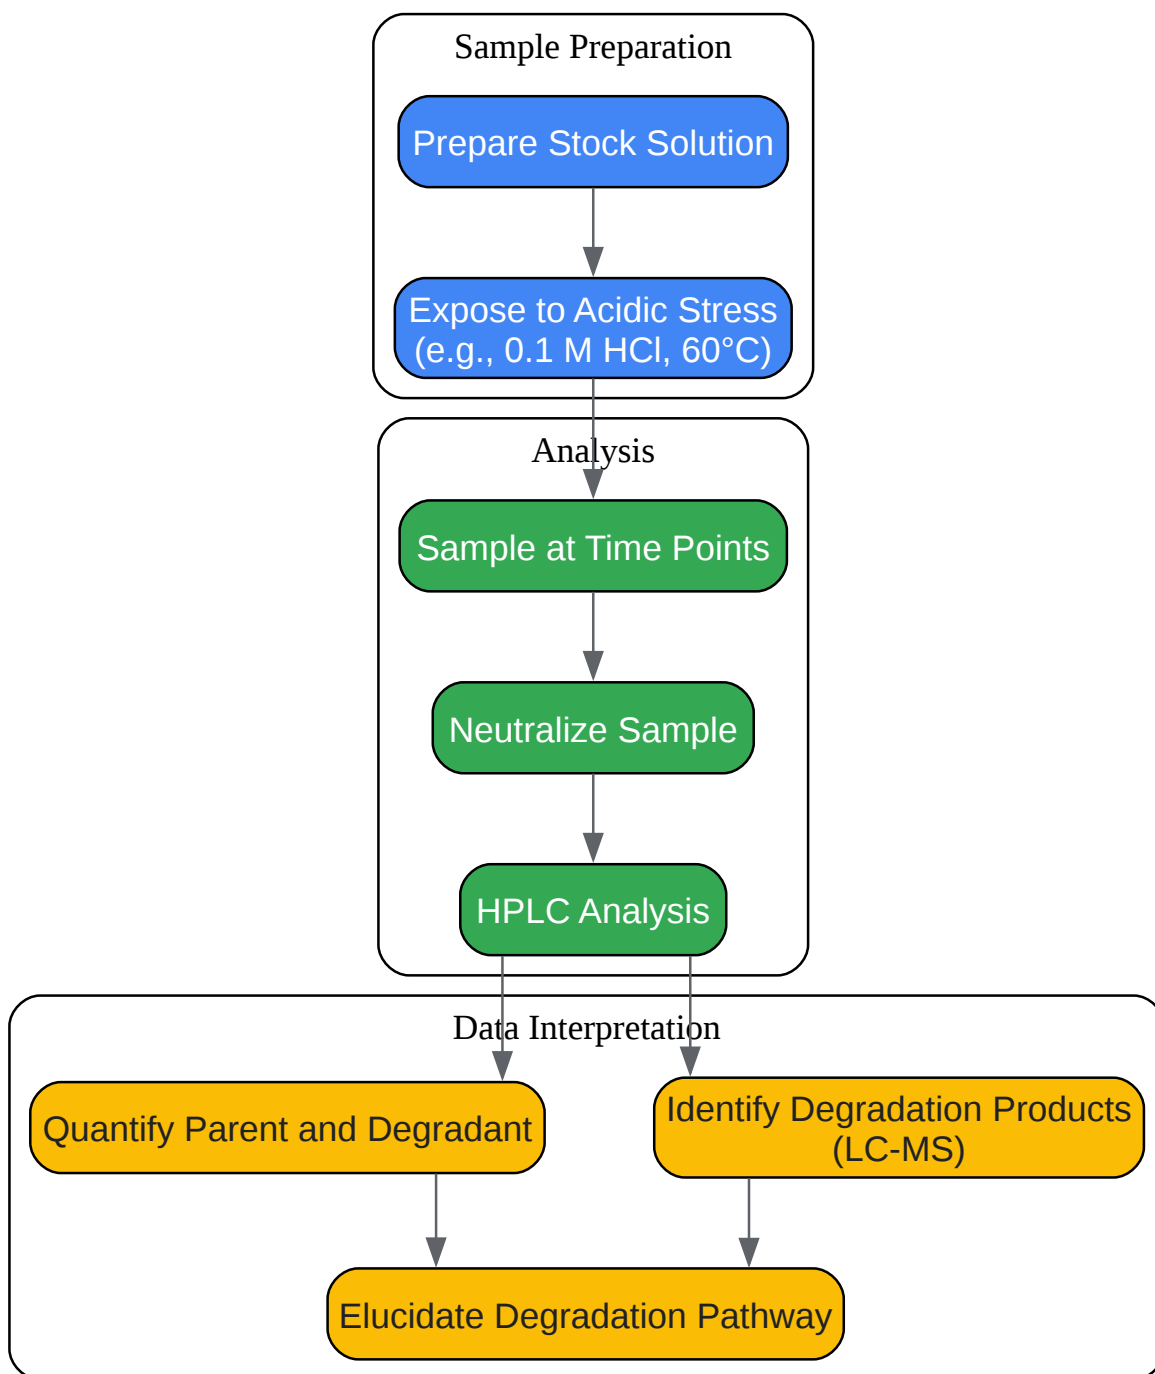 Sample Preparation
Prepare Stock Solution
Expose to Acidic Stress
(e.g., 0.1 M HCl, 60°C)
Analysis
Sample at Time Points
Neutralize Sample
HPLC Analysis
Data Interpretation
Quantify Parent and Degradant
Identify Degradation Products
(LC-MS)
Elucidate Degradation Pathway